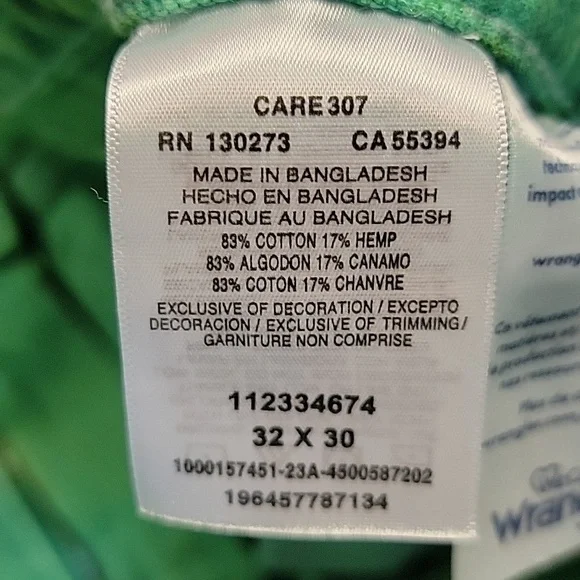 CARE 307
RN 130273 CA 55394
MADE IN BANGLADESH
HECHO EN BANGLADESH
FABRIQUE AU BANGLADESH
83% COTTON 17% HEMP
83% ALGODON 17% CANAMO
83% COTON 17% CHANVRE
EXCLUSIVE OF DECORATION / EXCEPTO
DECORACION / EXCLUSIVE OF TRIMMING /
GARNITURE NON COMPRISE
112334674
32 X 30
1000157451-23A-4500587202
196457787134
impact